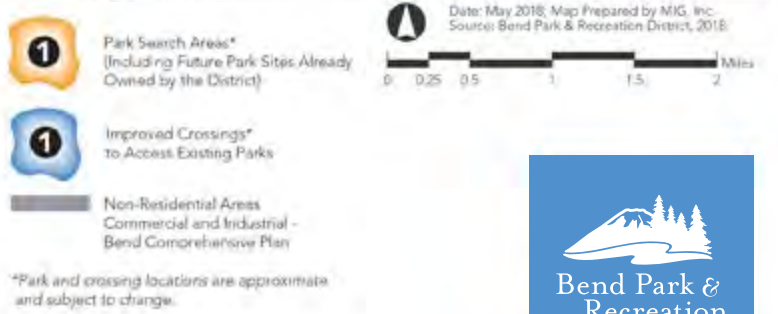 1
Park Search Areas*
(Including Future Park Sites Already
Owned by the District)
1
Improved Crossings*
to Access Existing Parks
Non-Residential Areas
Commercial and Industrial -
Bend Comprehensive Plan
*Park and crossing locations are approximate
and subject to change.
Date: May 2018; Map Prepared by MIG, Inc.
Source: Bend Park & Recreation District, 2018.
Miles
0 0.25 0.5 1 1.5 2
Bend Park &
Recreation